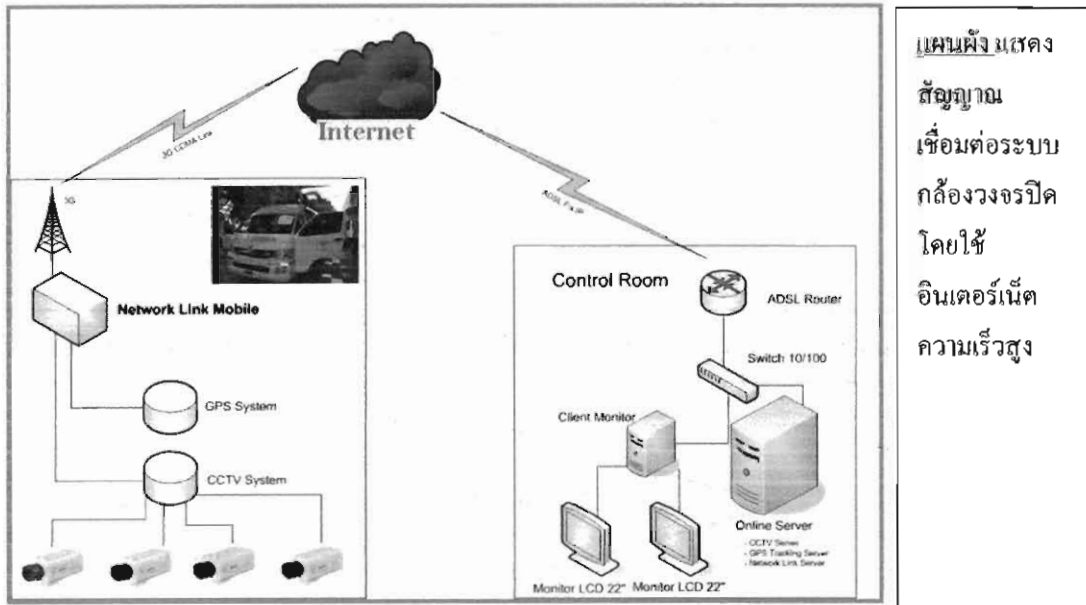 Internet
3G CDMA Link
ADSL Fix IP
3G
Network Link Mobile
GPS System
CCTV System
Control Room
ADSL Router
Switch 10/100
Client Monitor
Online Server
- CCTV Server
- GPS Tracking Server
- Network Link Server
Monitor LCD 22"
Monitor LCD 22"
แผนผัง แสดง
สัญญาณ
เชื่อมต่อระบบ
กล้องวงจรปิด
โดยใช้
อินเตอร์เน็ต
ความเร็วสูง